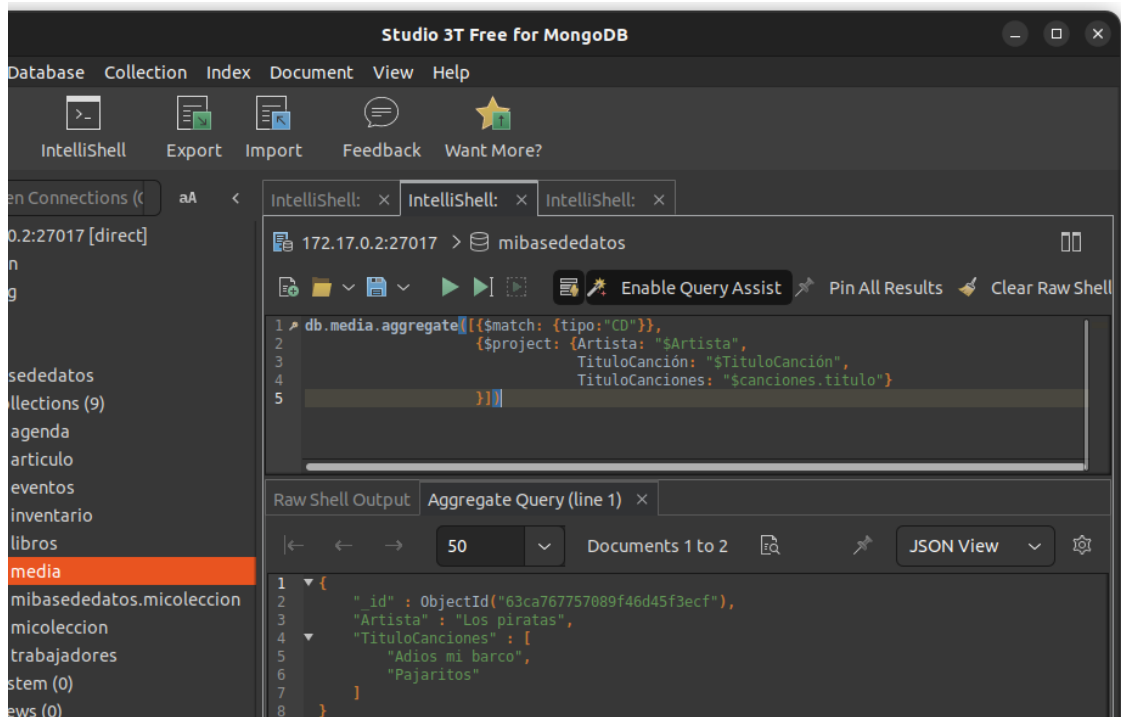 Studio 3T Free for MongoDB
Database Collection Index Document View Help
IntelliShell Export Import Feedback Want More?
en Connections (C aA <
IntelliShell: × IntelliShell: × IntelliShell: ×
0.2:27017 [direct]
n
g
sededatos
ollections (9)
agenda
articulo
eventos
inventario
libros
media
mibasededatos.micoleccion
micoleccion
trabajadores
stem (0)
ews (0)
172.17.0.2:27017 > mibasededatos
Enable Query Assist Pin All Results Clear Raw Shell
1 db.media.aggregate([{$match: {tipo:"CD"}},
2 {$project: {Artista: "$Artista",
3 TituloCanción: "$TituloCanción",
4 TituloCanciones: "$canciones.titulo"}
5 }])
Raw Shell Output Aggregate Query (line 1) ×
50 Documents 1 to 2 JSON View
1 {
2 "_id" : ObjectId("63ca767757089f46d45f3ecf"),
3 "Artista" : "Los piratas",
4 "TituloCanciones" : [
5 "Adios mi barco",
6 "Pajaritos"
7 ]
8 }